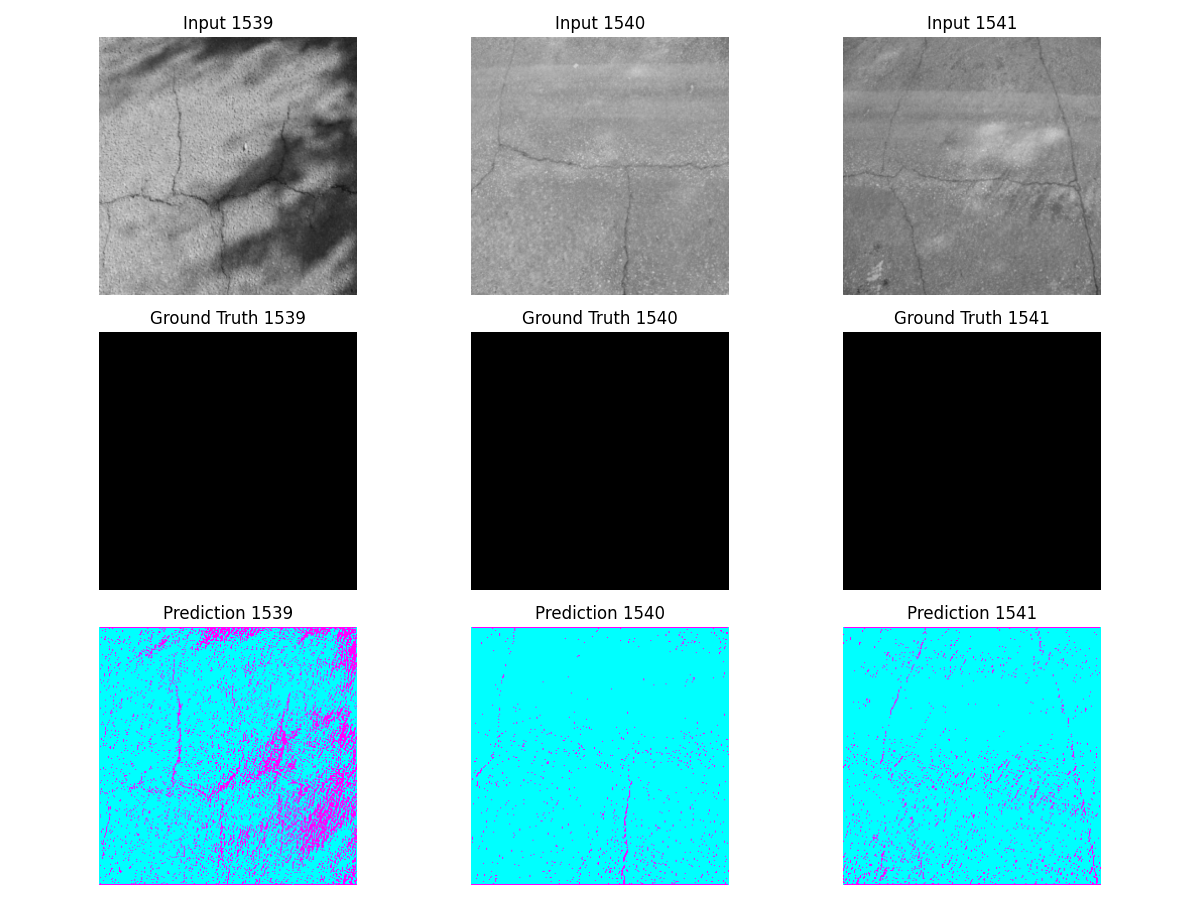 Input 1539
Input 1540
Input 1541
Ground Truth 1539
Ground Truth 1540
Ground Truth 1541
Prediction 1539
Prediction 1540
Prediction 1541